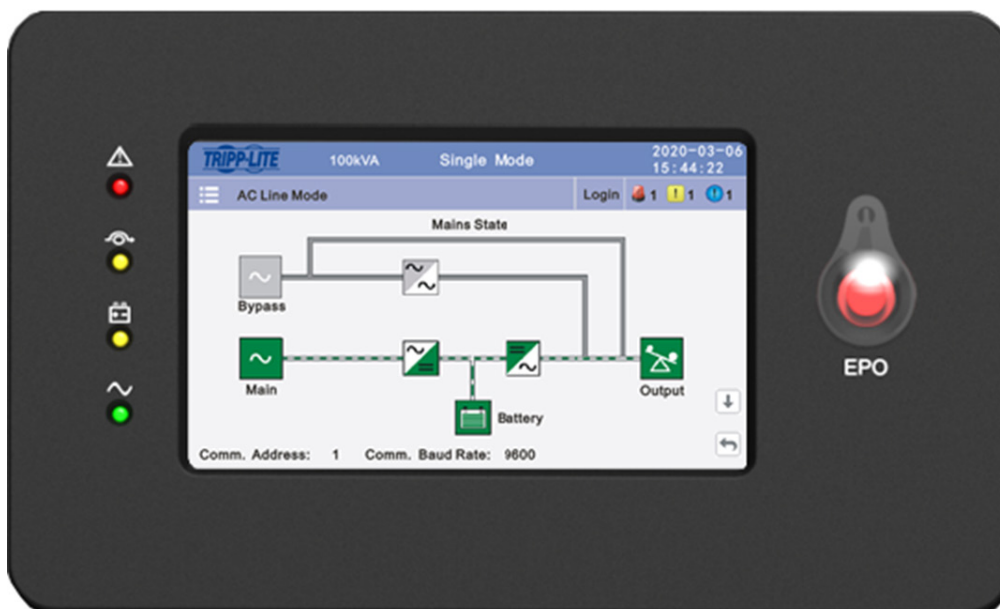 TRIPP-LITE 100kVA Single Mode 2020-03-06
15:44:22
AC Line Mode Login 1 ! 1 ! 1
Mains State
Bypass
Main
Output
Battery
Comm. Address: 1 Comm. Baud Rate: 9600
EPO